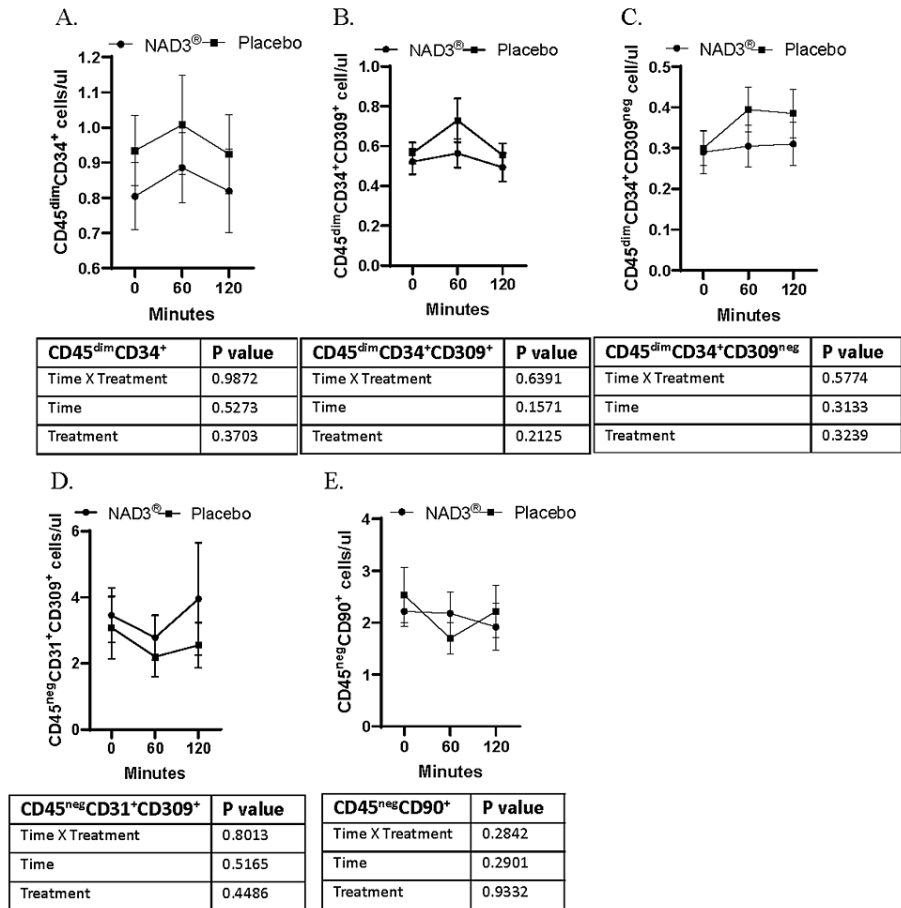 A.
NAD3® Placebo
CD45dimCD34+ cells/ul
1.2
1.1
1.0
0.9
0.8
0.7
0.6
0 60 120
Minutes
B.
NAD3® Placebo
CD45dimCD34+CD309+ cell/ul
1.0
0.8
0.6
0.4
0.2
0.0
0 60 120
Minutes
C.
NAD3® Placebo
CD45dimCD34+CD309neg cell/ul
0.5
0.4
0.3
0.2
0.1
0.0
0 60 120
Minutes
CD45dimCD34+ P value
Time X Treatment 0.9872
Time 0.5273
Treatment 0.3703
CD45dimCD34+CD309+ P value
Time X Treatment 0.6391
Time 0.1571
Treatment 0.2125
CD45dimCD34+CD309neg P value
Time X Treatment 0.5774
Time 0.3133
Treatment 0.3239
D.
NAD3® Placebo
CD45negCD31+CD309+ cells/ul
6
4
2
0
0 60 120
Minutes
E.
NAD3® Placebo
CD45negCD90+ cells/ul
4
3
2
1
0
0 60 120
Minutes
CD45negCD31+CD309+ P value
Time X Treatment 0.8013
Time 0.5165
Treatment 0.4486
CD45negCD90+ P value
Time X Treatment 0.2842
Time 0.2901
Treatment 0.9332